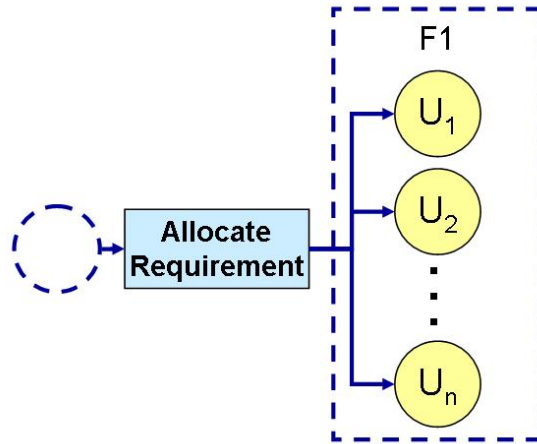 F1
U₁
U₂
Allocate
Requirement
Uₙ